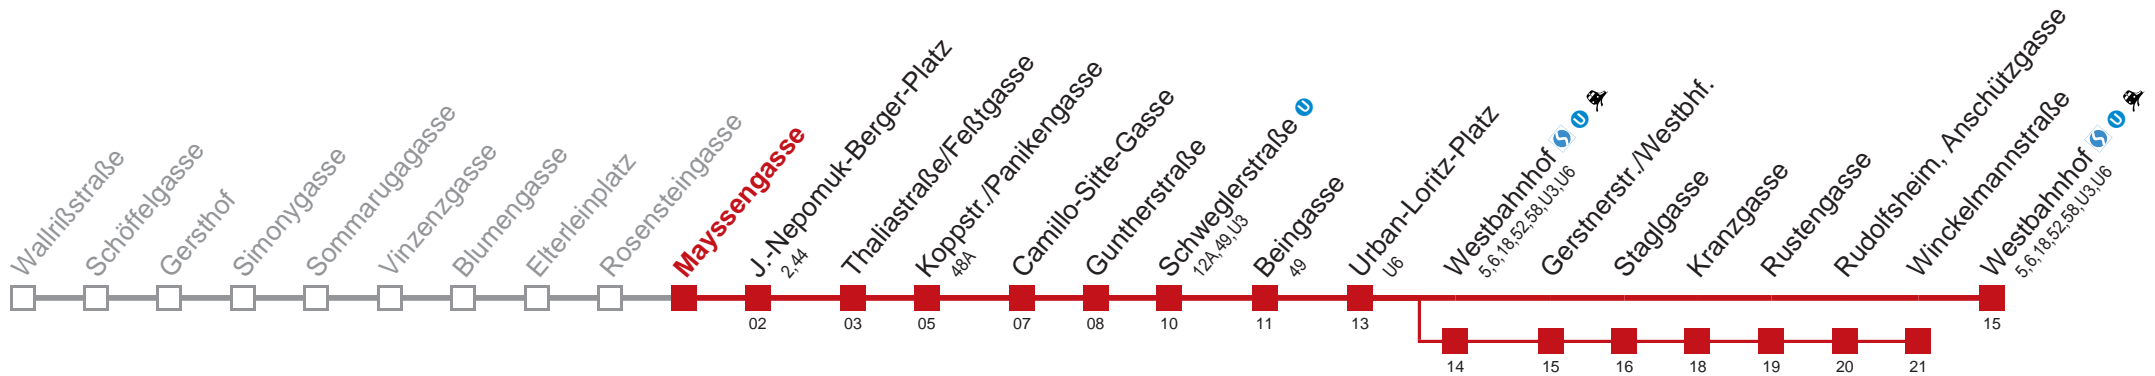 Wallrißstraße
Schöffelgasse
Gersthof
Simonygasse
Sommarugagasse
Vinzenzgasse
Blumengasse
Elterleinplatz
Rosensteingasse
Mayssengasse
J.-Nepomuk-Berger-Platz
2,44
Thaliastraße/Feßtgasse
Koppstr./Panikengasse
48A
Camillo-Sitte-Gasse
Guntherstraße
Schweglerstraße U
12A,49,U3
Beingasse
49
Urban-Loritz-Platz
U6
Westbahnhof S U
5,6,18,52,58,U3,U6
Gerstnerstr./Westbhf.
Staglgasse
Kranzgasse
Rustengasse
Rudolfsheim, Anschützgasse
Winckelmannstraße
Westbahnhof S U
5,6,18,52,58,U3,U6
02 03 05 07 08 10 11 13 15
14 15 16 18 19 20 21